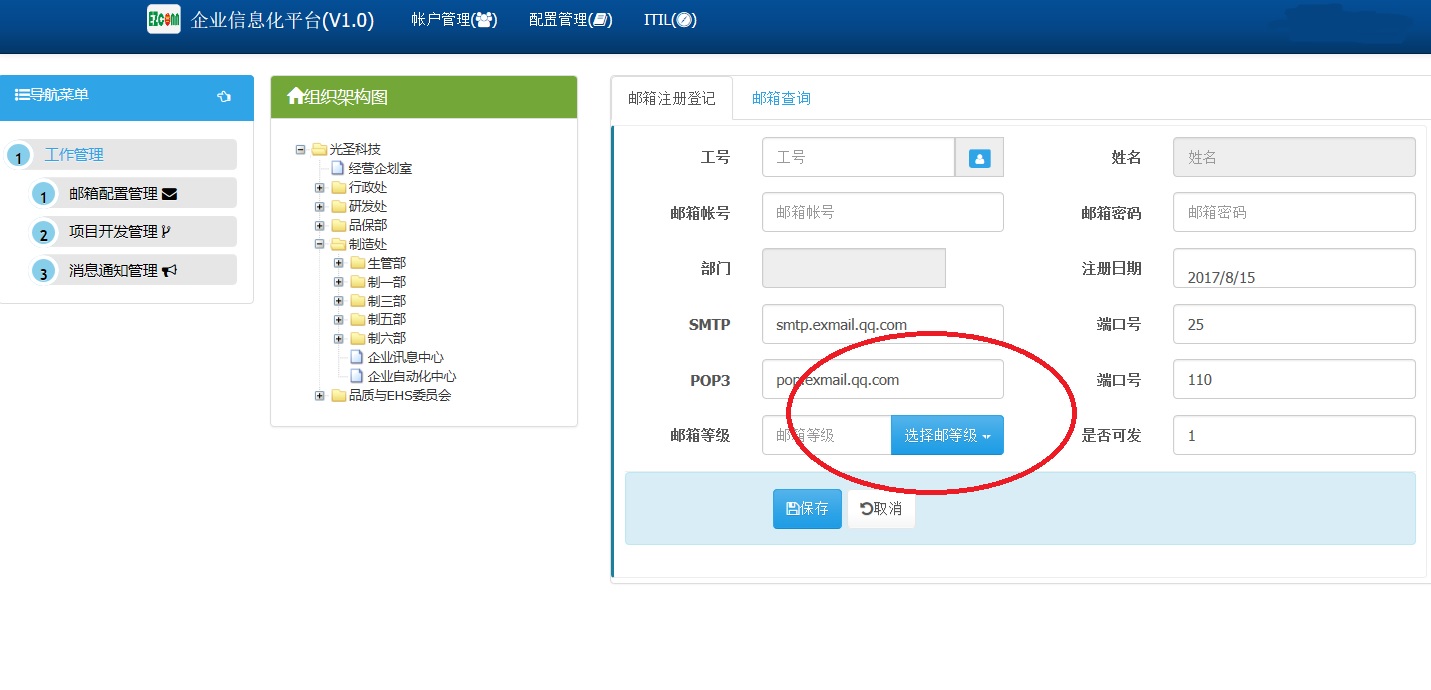 EZCOM 企业信息化平台(V1.0) 帐户管理() 配置管理() ITIL()
导航菜单
1 工作管理
1 邮箱配置管理
2 项目开发管理
3 消息通知管理
组织架构图
光圣科技
经营企划室
行政处
研发处
品保部
制造处
生管部
制一部
制三部
制五部
制六部
企业讯息中心
企业自动化中心
品质与EHS委员会
邮箱注册登记 邮箱查询
工号 工号 姓名 姓名
邮箱帐号 邮箱帐号 邮箱密码 邮箱密码
部门 注册日期 2017/8/15
SMTP smtp.exmail.qq.com 端口号 25
POP3 pop.exmail.qq.com 端口号 110
邮箱等级 邮箱等级 选择邮等级 是否可发 1
保存 取消